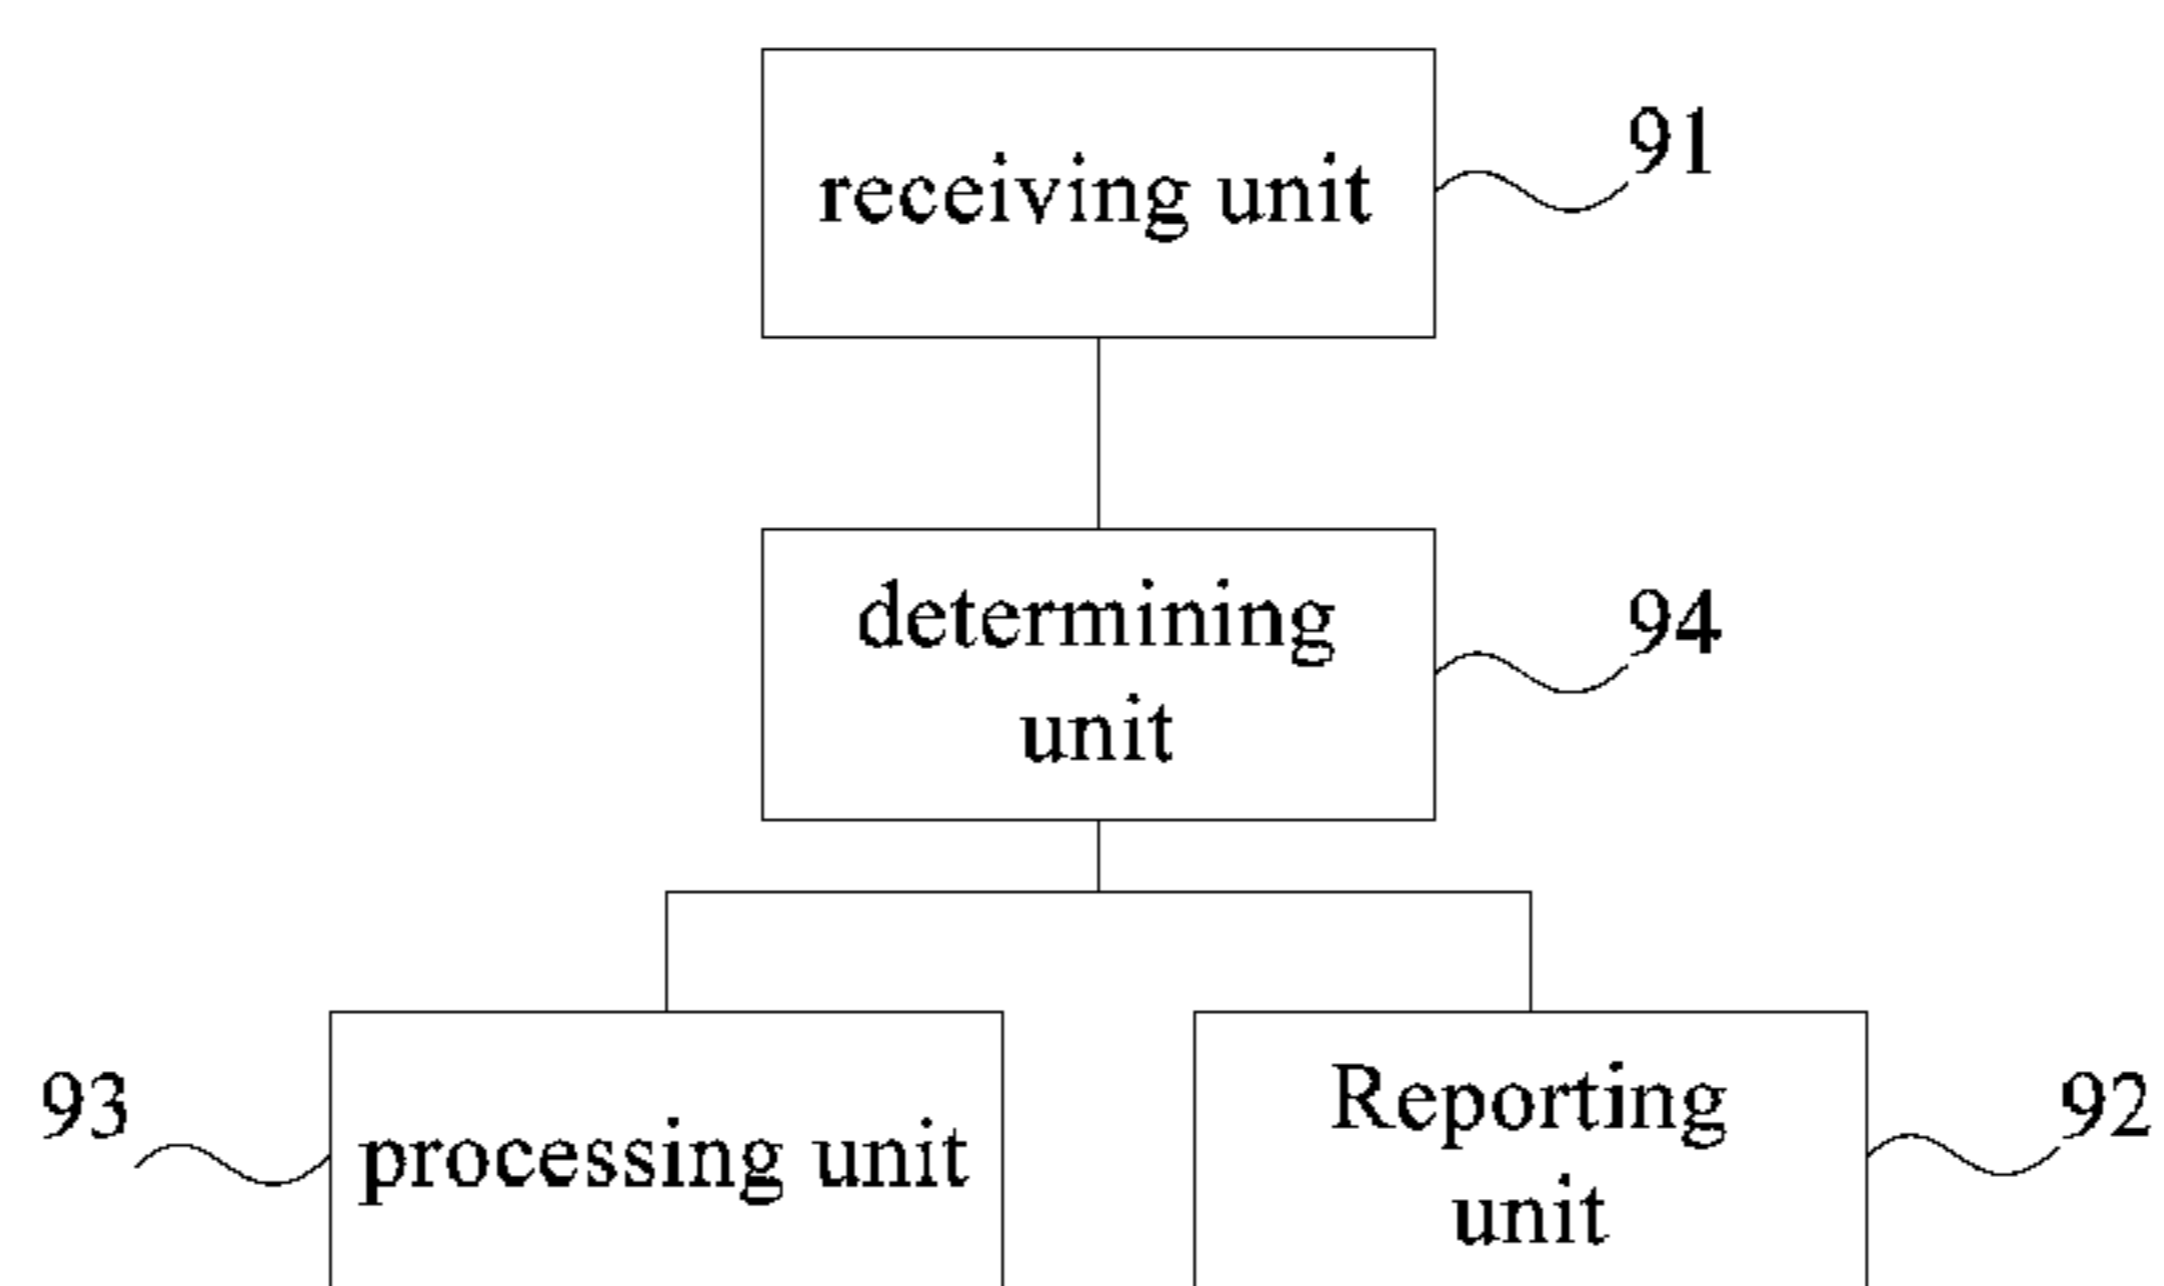 receiving unit
91
determining
unit
94
93
processing unit
Reporting
unit
92